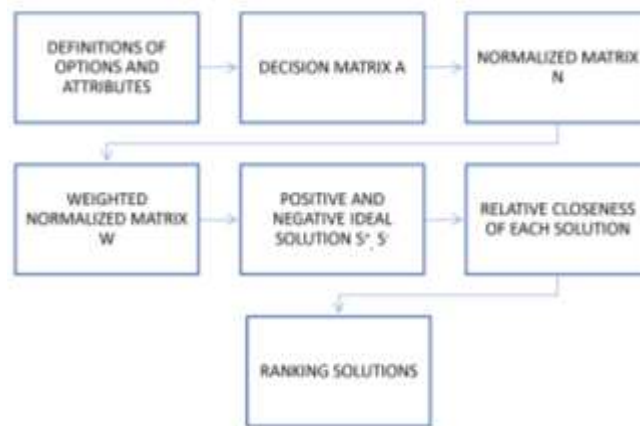 DEFINITIONS OF
OPTIONS AND
ATTRIBUTES
DECISION MATRIX A
NORMALIZED MATRIX
N
WEIGHTED
NORMALIZED MATRIX
W
POSITIVE AND
NEGATIVE IDEAL
SOLUTION S⁺, S⁻
RELATIVE CLOSENESS
OF EACH SOLUTION
RANKING SOLUTIONS